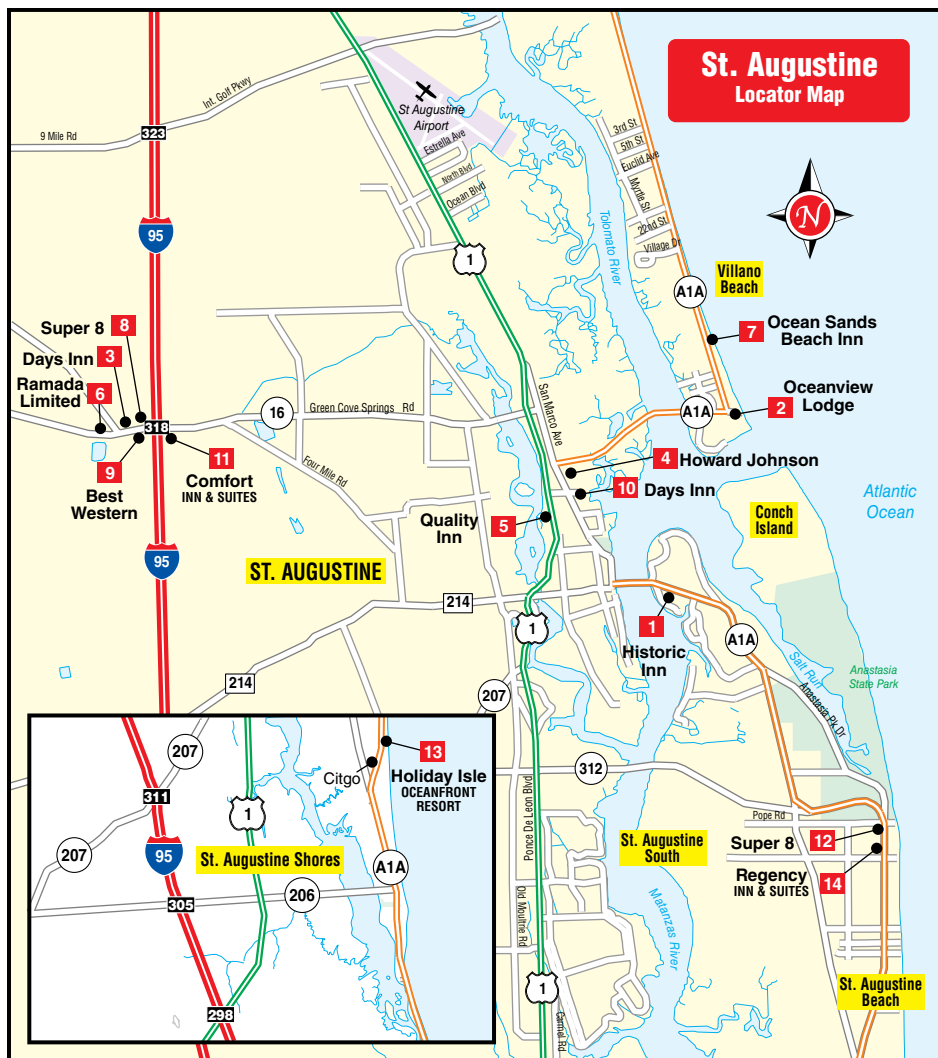 St. Augustine
Locator Map
Int. Golf Pkwy
St Augustine
Airport
9 Mile Rd
323
Estrella Ave
North Blvd
Ocean Blvd
3rd St
5th St
Euclid Ave
Myrtle St
22nd St
Village Dr
N
95
1
Tolomato River
A1A
Villano
Beach
Super 8
8
Days Inn
3
Ramada
Limited
6
7
Ocean Sands
Beach Inn
16
Green Cove Springs Rd
San Marco Ave
A1A
2
Oceanview
Lodge
318
9
Best
Western
11
Comfort
INN & SUITES
Four Mile Rd
4
Howard Johnson
10
Days Inn
Quality
Inn
5
Conch
Island
Atlantic
Ocean
95
ST. AUGUSTINE
214
1
1
Historic
Inn
A1A
Salt Run
Anastasia
State Park
Anastasia Pk Dr
214
207
207
311
207
95
305
298
1
St. Augustine Shores
206
Citgo
13
Holiday Isle
OCEANFRONT
RESORT
A1A
312
Ponce De Leon Blvd
Old Moultrie Rd
St. Augustine
South
Matanzas River
Pope Rd
Super 8
12
Regency
INN & SUITES
14
St. Augustine
Beach
1
Carmel Rd